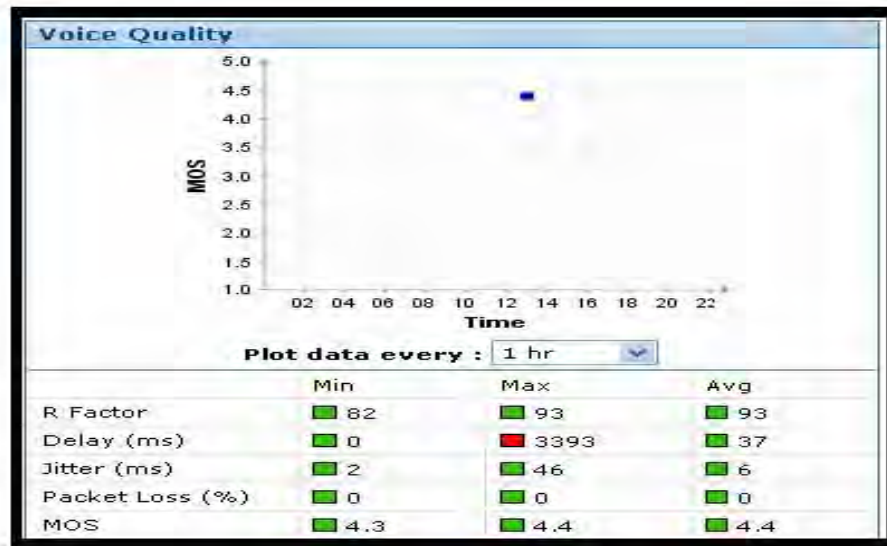 Voice Quality
5.0
4.5
4.0
3.5
3.0
2.5
2.0
1.5
1.0
MOS
02 04 06 08 10 12 14 16 18 20 22
Time
Plot data every : 1 hr
Min Max Avg
R Factor 82 93 93
Delay (ms) 0 3393 37
Jitter (ms) 2 46 6
Packet Loss (%) 0 0 0
MOS 4.3 4.4 4.4